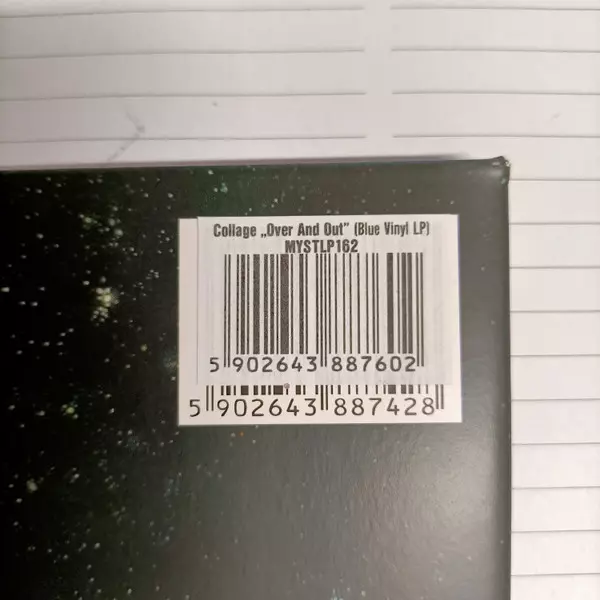 Collage „Over And Out” (Blue Vinyl LP)
MYSTLP162
5 902643 887602
5 902643 887428